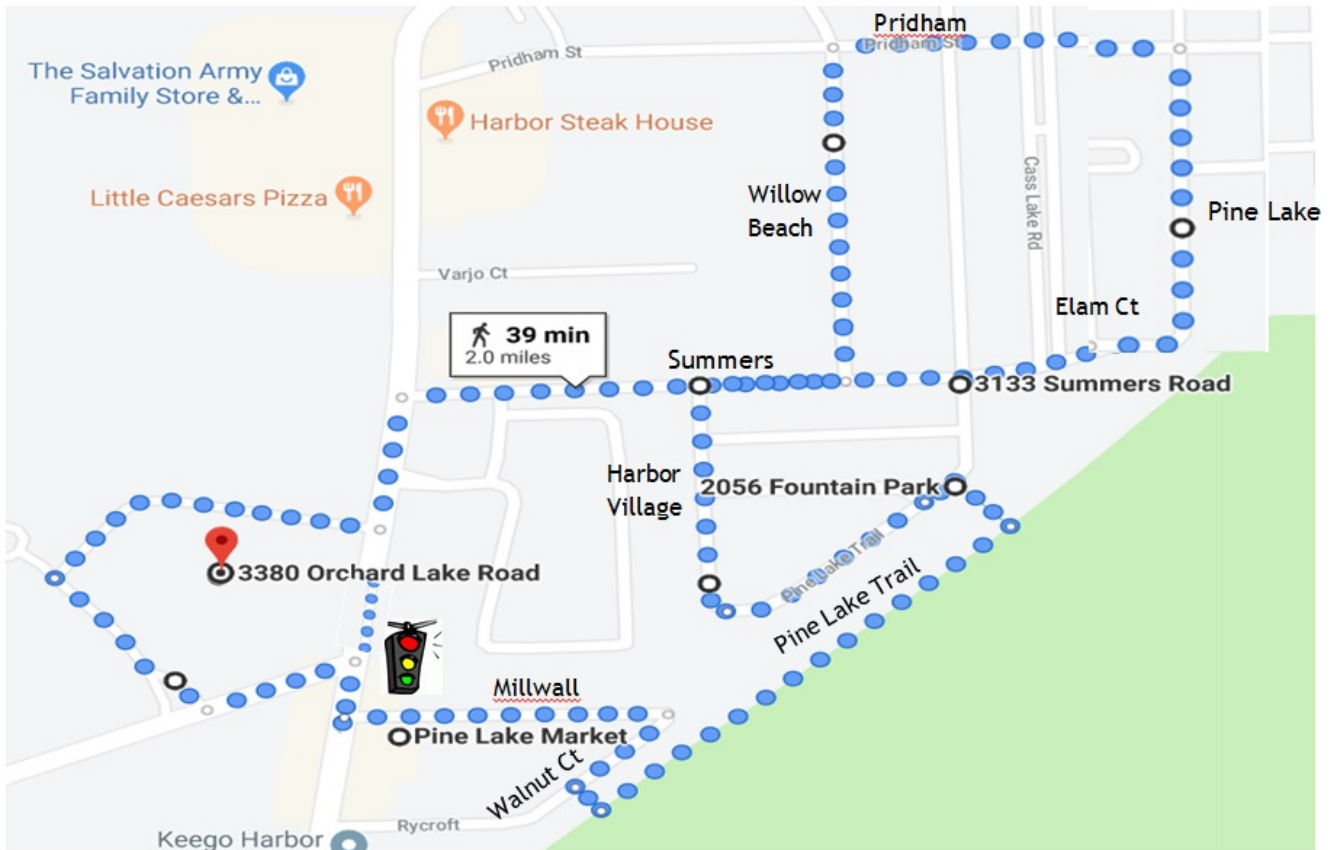 Pridham
Pridham St
Pridham St
The Salvation Army
Family Store &...
Harbor Steak House
Little Caesars Pizza
Willow
Beach
Cass Lake Rd
Pine Lake
Varjo Ct
Elam Ct
39 min
2.0 miles
Summers
3133 Summers Road
Harbor
Village
2056 Fountain Park
Pine Lake Trail
Pine Lake Trail
3380 Orchard Lake Road
Millwall
Pine Lake Market
Walnut Ct
Rycroft
Keego Harbor